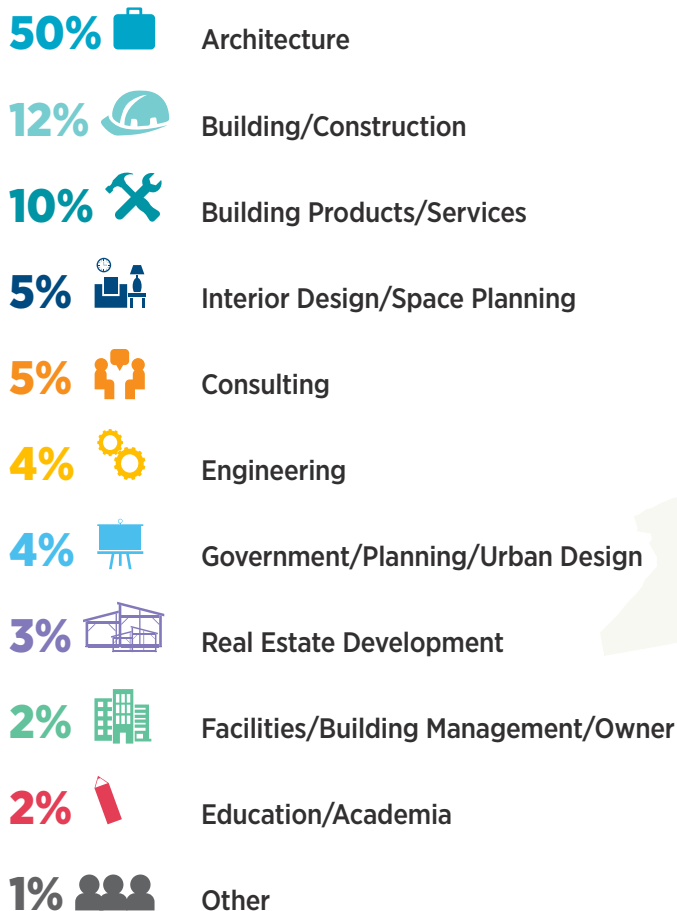 50% Architecture
12% Building/Construction
10% Building Products/Services
5% Interior Design/Space Planning
5% Consulting
4% Engineering
4% Government/Planning/Urban Design
3% Real Estate Development
2% Facilities/Building Management/Owner
2% Education/Academia
1% Other